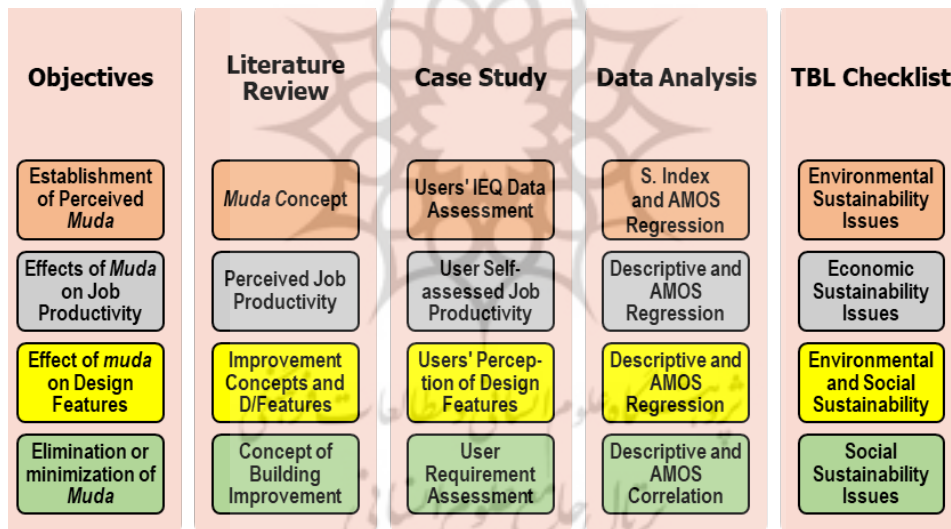 Objectives
Literature
Review
Case Study
Data Analysis
TBL Checklist
Establishment
of Perceived
Muda
Muda Concept
Users' IEQ Data
Assessment
S. Index
and AMOS
Regression
Environmental
Sustainability
Issues
Effects of Muda
on Job
Productivity
Perceived Job
Productivity
User Self-
assessed Job
Productivity
Descriptive and
AMOS
Regression
Economic
Sustainability
Issues
Effect of muda
on Design
Features
Improvement
Concepts and
D/Features
Users' Percep-
tion of Design
Features
Descriptive and
AMOS
Regression
Environmental
and Social
Sustainability
Elimination or
minimization of
Muda
Concept of
Building
Improvement
User
Requirement
Assessment
Descriptive and
AMOS
Correlation
Social
Sustainability
Issues